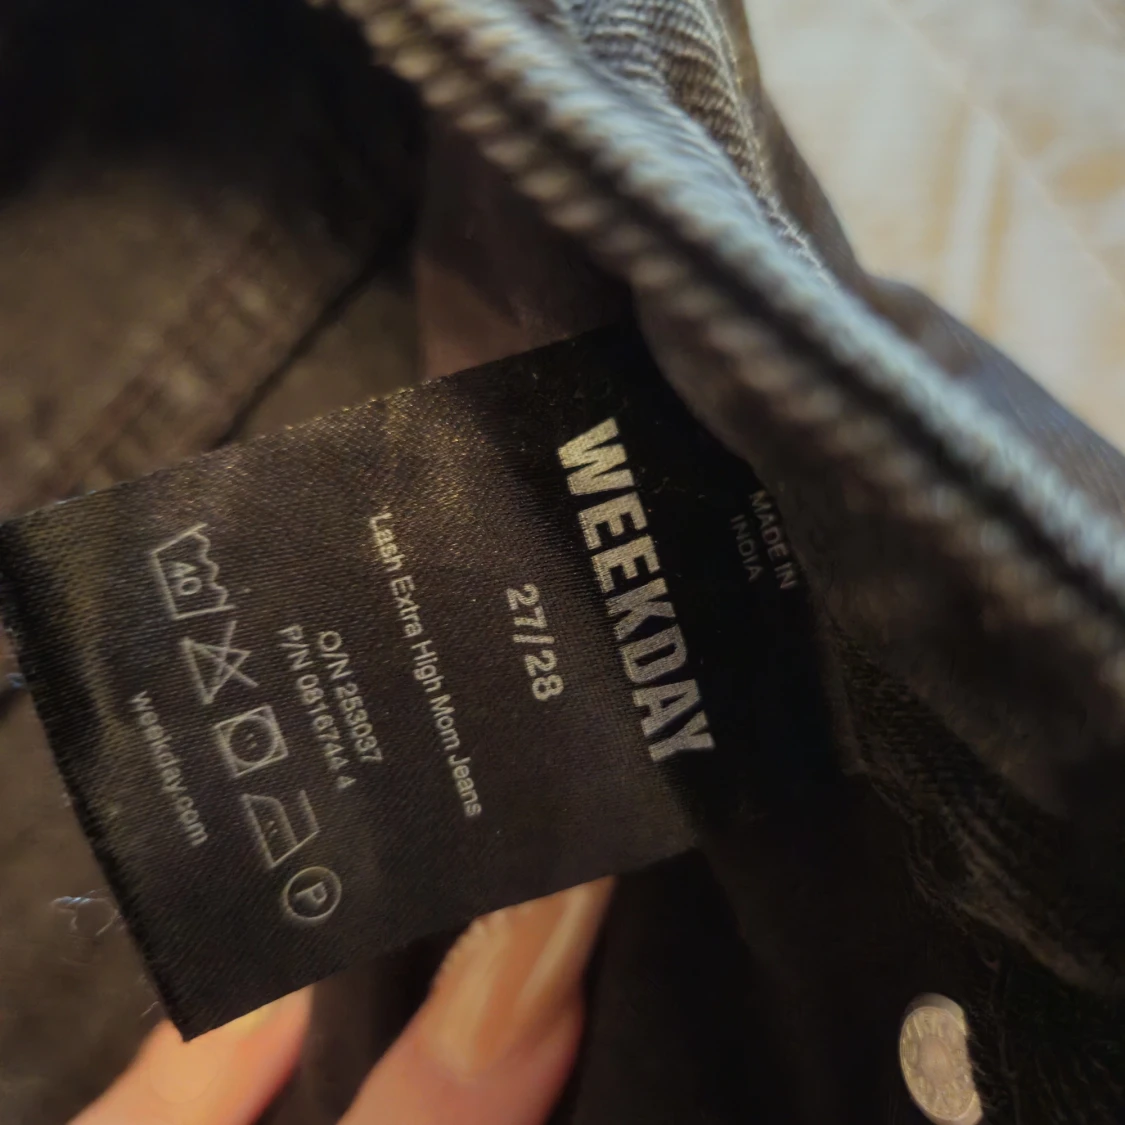 MADE IN
INDIA
WEEKDAY
27/28
Lash Extra High Mom Jeans
O/N 253037
P/N 0816744 4
40
P
weekday.com